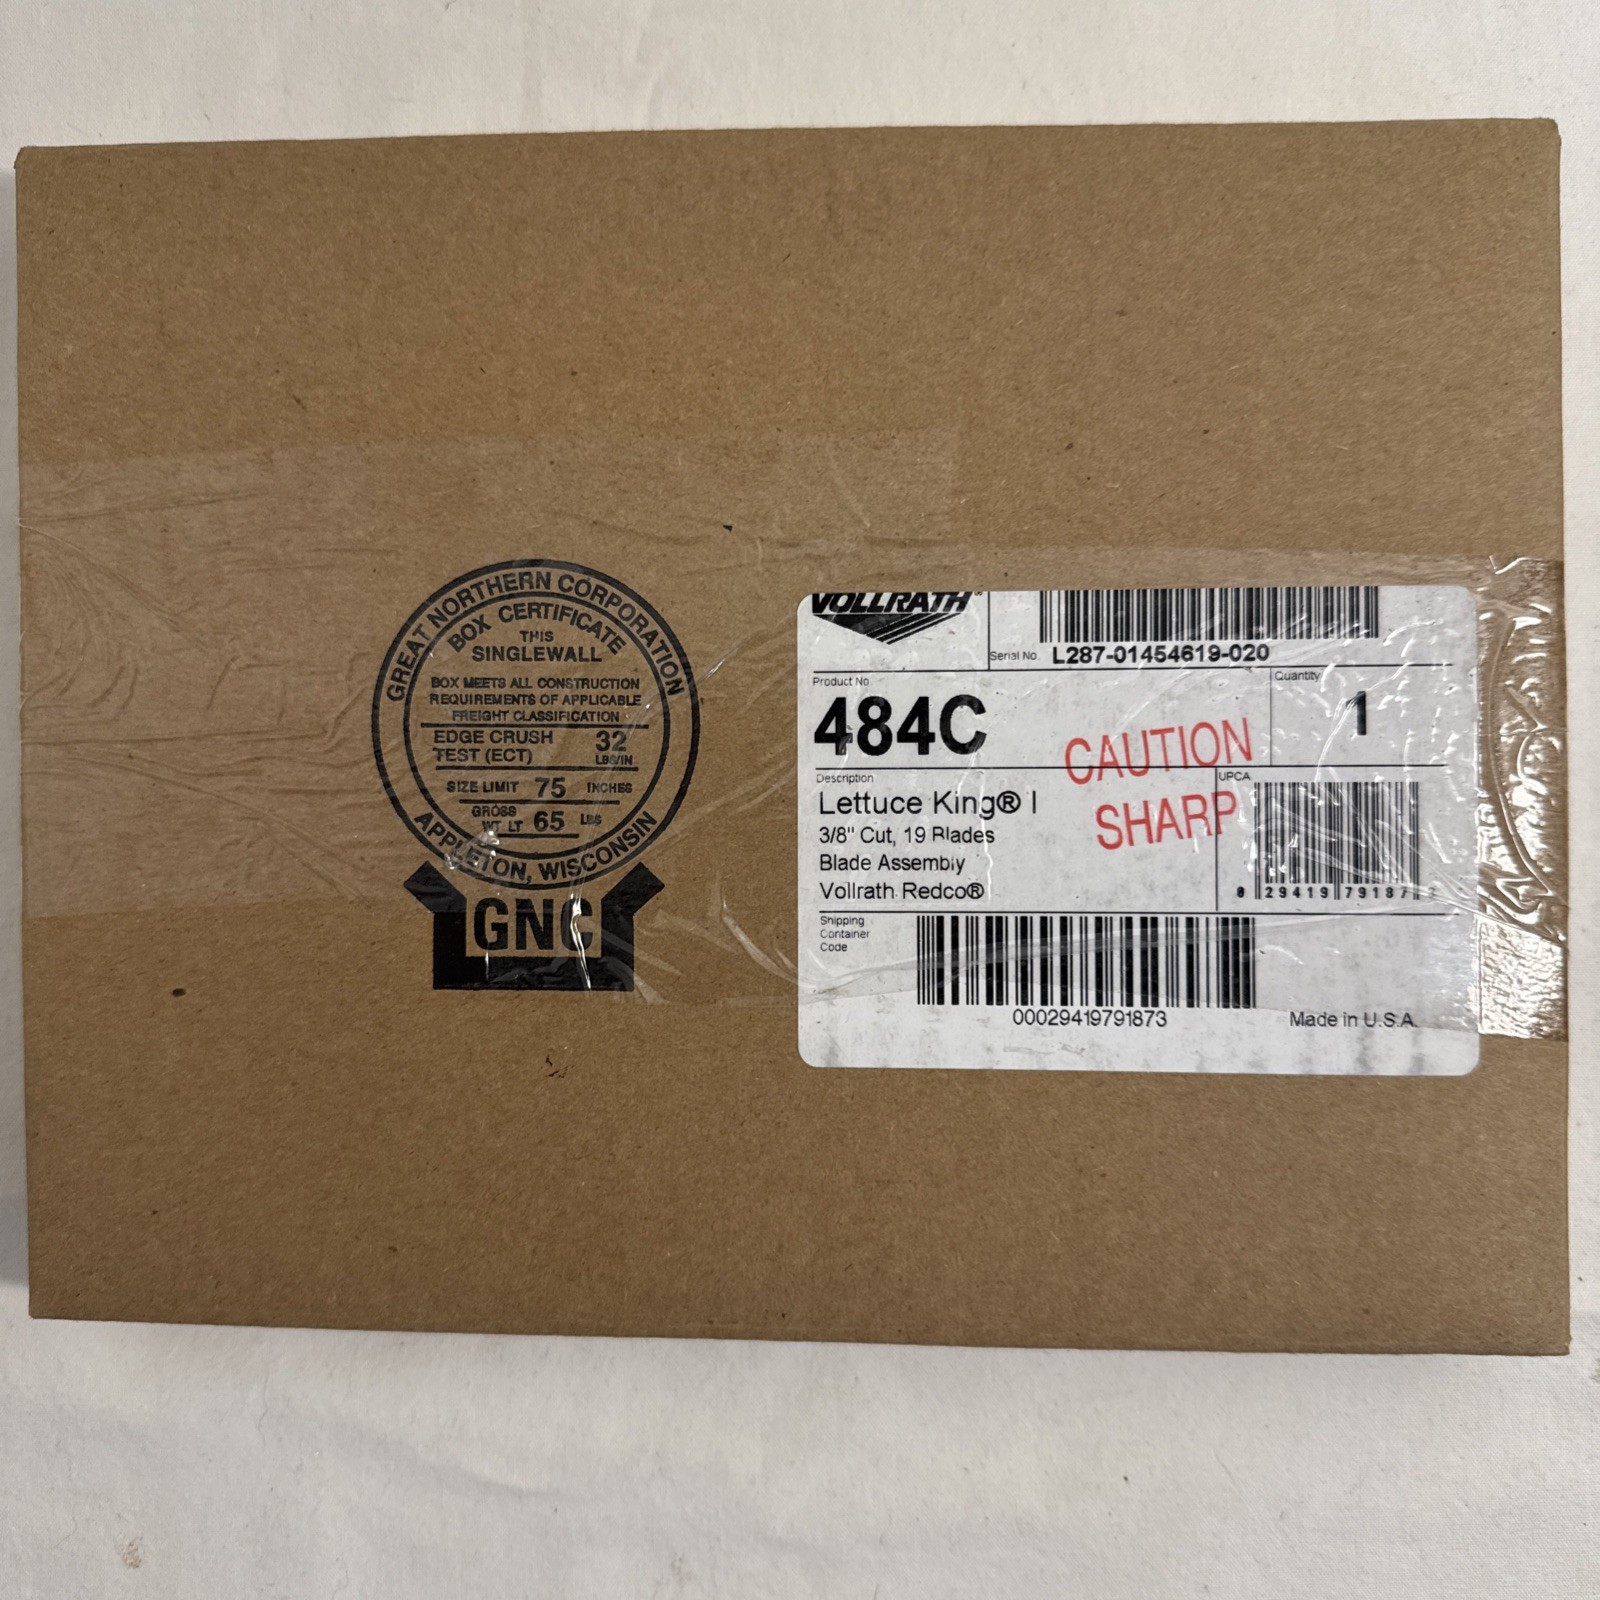 GREAT NORTHERN CORPORATION
BOX CERTIFICATE
THIS
SINGLEWALL
BOX MEETS ALL CONSTRUCTION
REQUIREMENTS OF APPLICABLE
FREIGHT CLASSIFICATION
EDGE CRUSH
TEST (ECT)
32
LBS/IN
SIZE LIMIT 75 INCHES
GROSS
WT LT 65 LBS
APPLETON, WISCONSIN
GNC
VOLLRATH®
Serial No. L287-01454619-020
Product No.
484C
Quantity
1
CAUTION
SHARP
Description
Lettuce King® I
3/8" Cut, 19 Blades
Blade Assembly
Vollrath Redco®
UPCA
8 29419 79187
Shipping
Container
Code
00029419791873
Made in U.S.A.